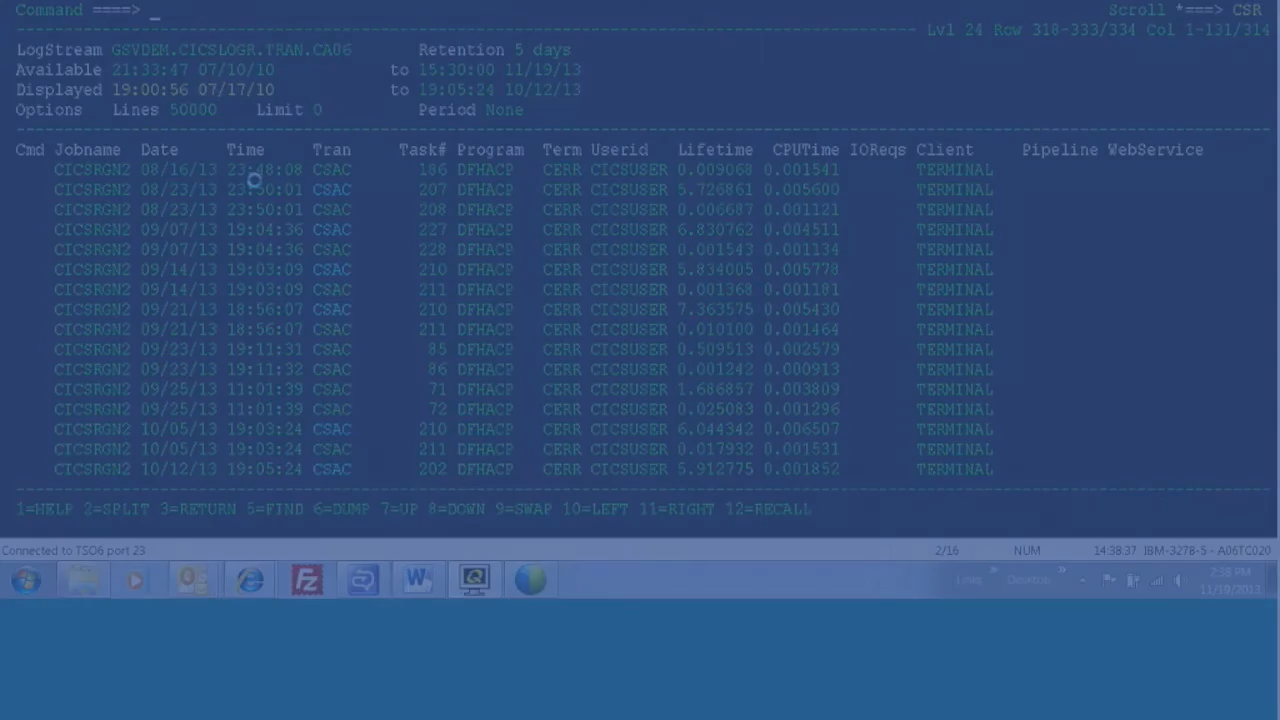 Command ====> _ Scroll *===> CSR
Lvl 24 Row 318-333/334 Col 1-131/314
LogStream GSVDEM.CICSLOGR.TRAN.CA06 Retention 5 days
Available 21:33:47 07/10/10 to 15:30:00 11/19/13
Displayed 19:00:56 07/17/10 to 19:05:24 10/12/13
Options Lines 50000 Limit 0 Period None
Cmd Jobname Date Time Tran Task# Program Term Userid Lifetime CPUTime IOReqs Client Pipeline WebService
CICSRGN2 08/16/13 CSAC 186 DFHACP CERR CICSUSER 0.009068 0.001541 TERMINAL
CICSRGN2 08/23/13 CSAC 207 DFHACP CERR CICSUSER 5.726861 0.005600 TERMINAL
CICSRGN2 08/23/13 23:50:01 CSAC 208 DFHACP CERR CICSUSER 0.006687 0.001121 TERMINAL
CICSRGN2 09/07/13 19:04:36 CSAC 227 DFHACP CERR CICSUSER 6.830762 0.004511 TERMINAL
CICSRGN2 09/07/13 19:04:36 CSAC 228 DFHACP CERR CICSUSER 0.001543 0.001134 TERMINAL
CICSRGN2 09/14/13 19:03:09 CSAC 210 DFHACP CERR CICSUSER 5.834005 0.005778 TERMINAL
CICSRGN2 09/14/13 19:03:09 CSAC 211 DFHACP CERR CICSUSER 0.001368 0.001181 TERMINAL
CICSRGN2 09/21/13 18:56:07 CSAC 210 DFHACP CERR CICSUSER 7.363575 0.005430 TERMINAL
CICSRGN2 09/21/13 18:56:07 CSAC 211 DFHACP CERR CICSUSER 0.010100 0.001464 TERMINAL
CICSRGN2 09/23/13 19:11:31 CSAC 85 DFHACP CERR CICSUSER 0.509513 0.002579 TERMINAL
CICSRGN2 09/23/13 19:11:32 CSAC 86 DFHACP CERR CICSUSER 0.001242 0.000913 TERMINAL
CICSRGN2 09/25/13 11:01:39 CSAC 71 DFHACP CERR CICSUSER 1.686857 0.003809 TERMINAL
CICSRGN2 09/25/13 11:01:39 CSAC 72 DFHACP CERR CICSUSER 0.025083 0.001296 TERMINAL
CICSRGN2 10/05/13 19:03:24 CSAC 210 DFHACP CERR CICSUSER 6.044342 0.006507 TERMINAL
CICSRGN2 10/05/13 19:03:24 CSAC 211 DFHACP CERR CICSUSER 0.017932 0.001531 TERMINAL
CICSRGN2 10/12/13 19:05:24 CSAC 202 DFHACP CERR CICSUSER 5.912775 0.001852 TERMINAL
1=HELP 2=SPLIT 3=RETURN 5=FIND 6=DUMP 7=UP 8=DOWN 9=SWAP 10=LEFT 11=RIGHT 12=RECALL
Connected to TSO6 port 23 2/16 NUM 14:38:37 IBM-3278-5 - A06TC020
Links » Desktop » 2:38 PM
11/19/2013